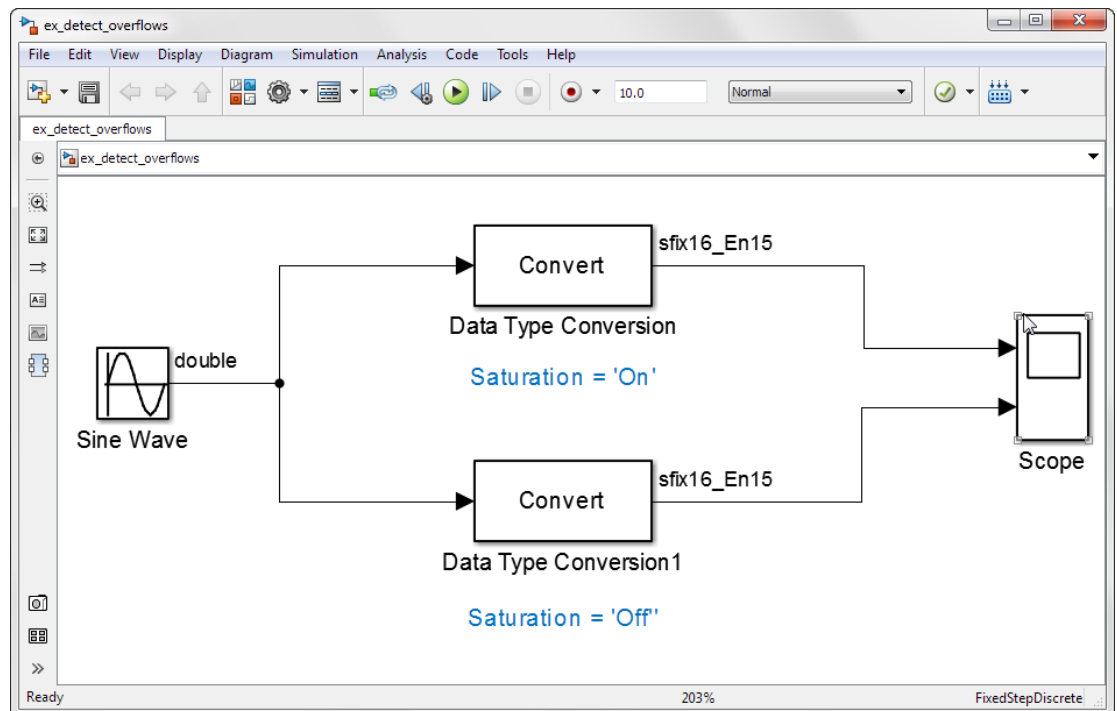 ex_detect_overflows
File Edit View Display Diagram Simulation Analysis Code Tools Help
10.0 Normal
ex_detect_overflows
ex_detect_overflows
Convert
sfix16_En15
Data Type Conversion
Saturation = 'On'
double
Sine Wave
Scope
Convert
sfix16_En15
Data Type Conversion1
Saturation = 'Off''
Ready 203% FixedStepDiscrete